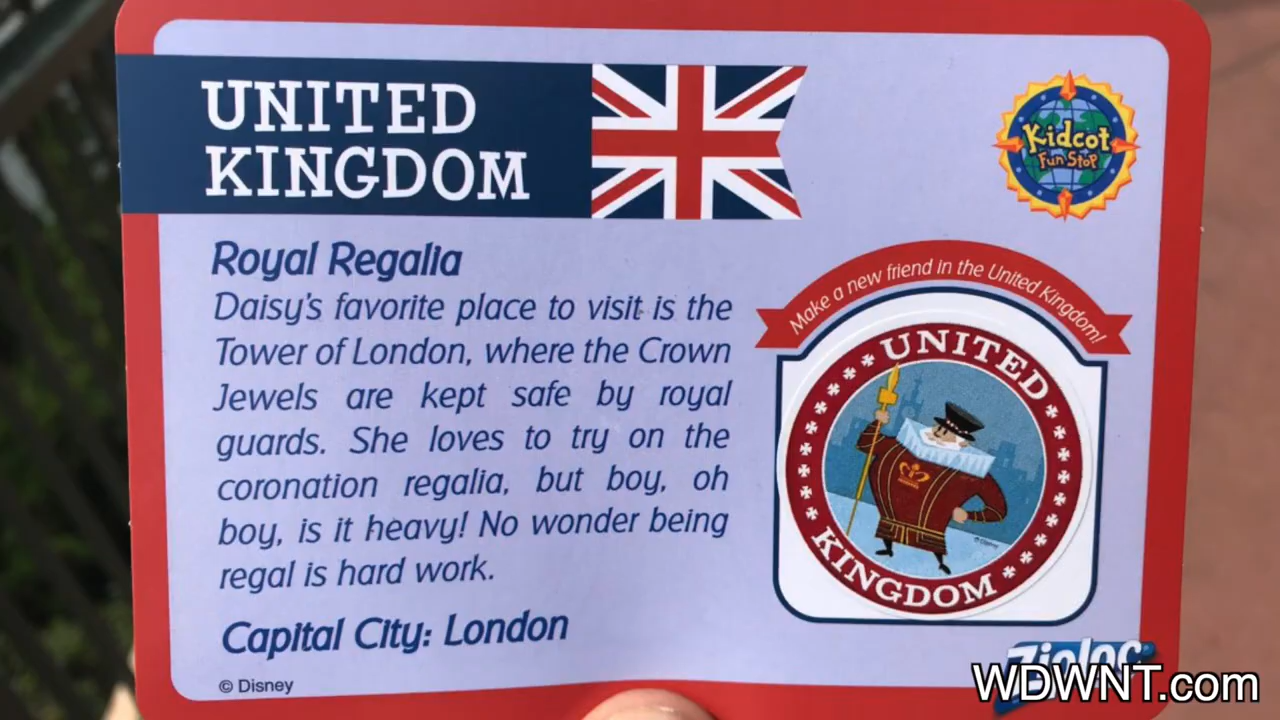 UNITED
KINGDOM
Kidcot
Fun Stop
Royal Regalia
Daisy's favorite place to visit is the
Tower of London, where the Crown
Jewels are kept safe by royal
guards. She loves to try on the
coronation regalia, but boy, oh
boy, is it heavy! No wonder being
regal is hard work.
Capital City: London
© Disney
Make a new friend in the United Kingdom!
UNITED
KINGDOM
© Disney
Ziploc
WDWNT.com